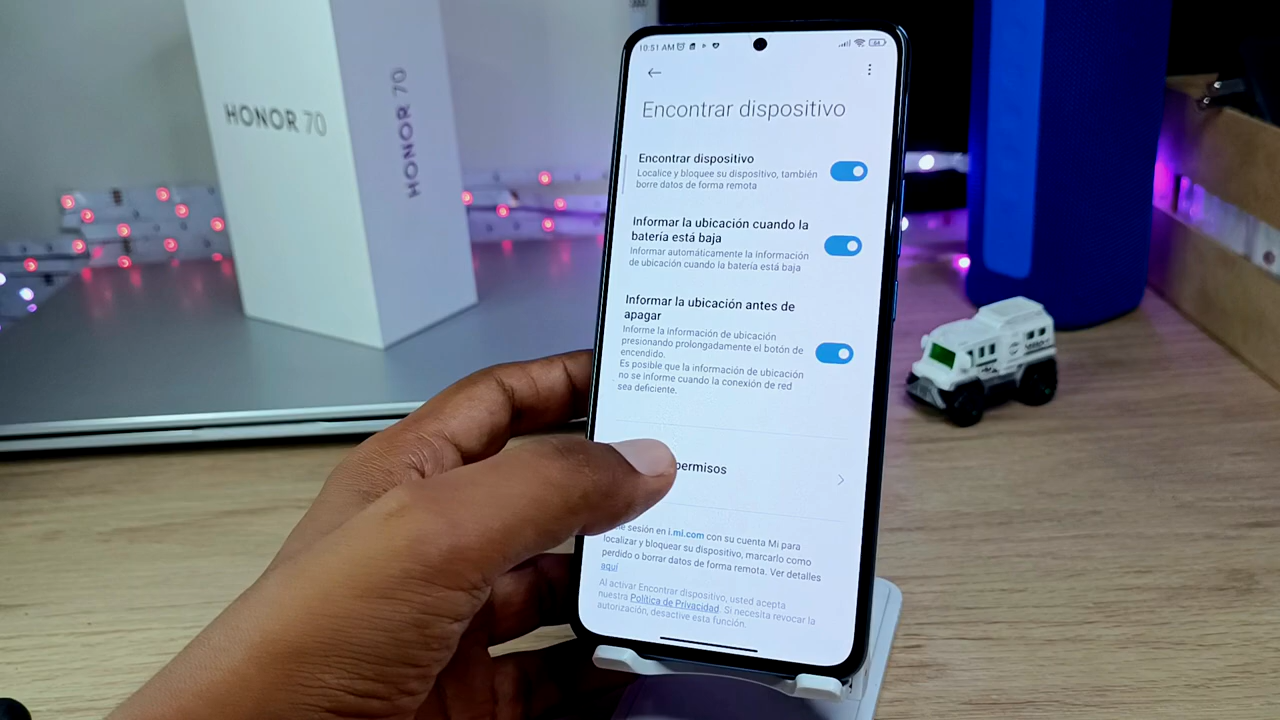 HONOR 70
HONOR 70
10:51 AM
64
Encontrar dispositivo
Encontrar dispositivo
Localice y bloquee su dispositivo, también
borre datos de forma remota
Informar la ubicación cuando la
batería está baja
Informar automáticamente la información
de ubicación cuando la batería está baja
Informar la ubicación antes de
apagar
Informe la información de ubicación
presionando prolongadamente el botón de
encendido.
Es posible que la información de ubicación
no se informe cuando la conexión de red
sea deficiente.
permisos
sesión en i.mi.com con su cuenta Mi para
localizar y bloquear su dispositivo, marcarlo como
perdido o borrar datos de forma remota. Ver detalles
aquí
Al activar Encontrar dispositivo, usted acepta
nuestra Política de Privacidad. Si necesita revocar la
autorización, desactive esta función.